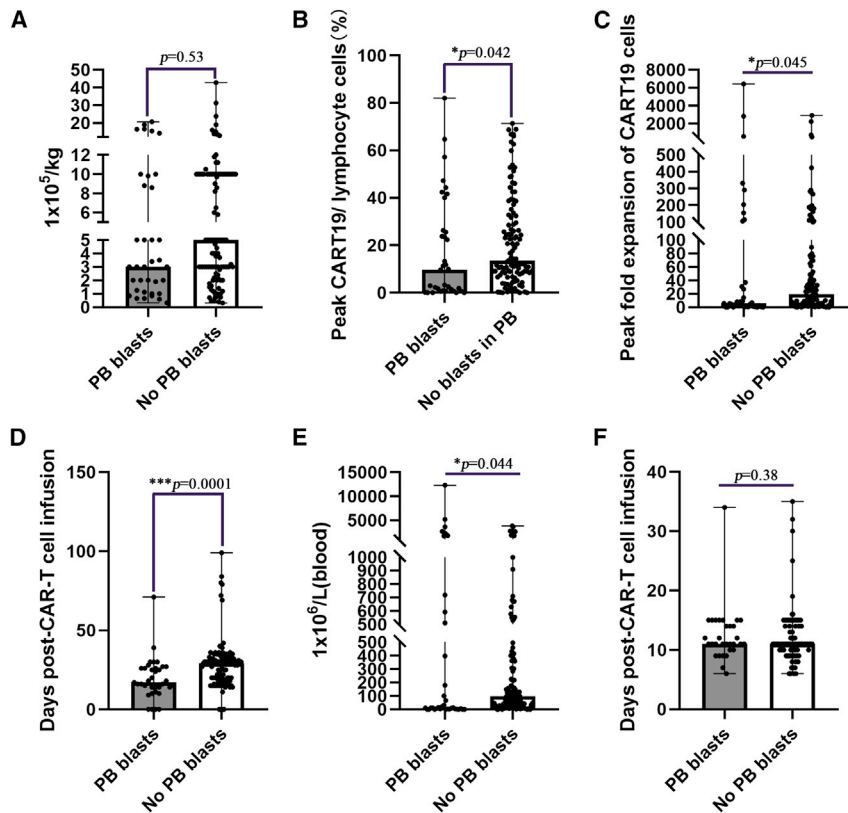 A
p=0.53
1x10⁵/kg
50
40
30
20
12
10
8
6
5
4
3
2
1
0
PB blasts
No PB blasts
B
*p=0.042
Peak CART19/ lymphocyte cells(%)
100
80
60
40
20
0
PB blasts
No blasts in PB
C
*p=0.045
Peak fold expansion of CART19 cells
8000
6000
4000
2000
500
400
300
200
100
100
80
60
40
20
0
PB blasts
No PB blasts
D
***p=0.0001
Days post-CAR-T cell infusion
150
100
50
0
PB blasts
No PB blasts
E
*p=0.044
1x10⁶/L(blood)
15000
10000
5000
1000
900
800
700
600
500
500
400
300
200
100
0
PB blasts
No PB blasts
F
p=0.38
Days post-CAR-T cell infusion
40
30
20
10
0
PB blasts
No PB blasts